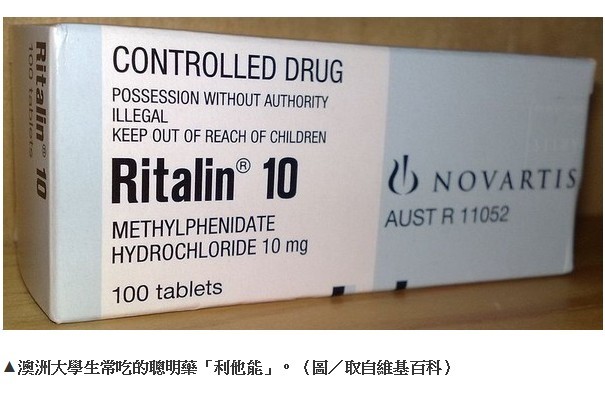 Ritalin® 10
100 tablets
CONTROLLED DRUG
POSSESSION WITHOUT AUTHORITY
ILLEGAL
KEEP OUT OF REACH OF CHILDREN
Ritalin® 10
METHYLPHENIDATE
HYDROCHLORIDE 10 mg
100 tablets
NOVARTIS
AUST R 11052
▲澳洲大學生常吃的聰明藥「利他能」。（圖／取自維基百科）